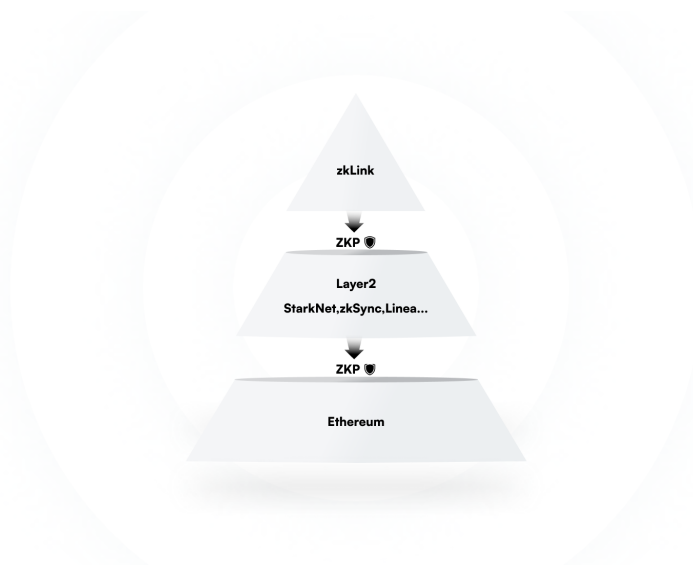 zkLink
ZKP
Layer2
StarkNet,zkSync,Linea...
ZKP
Ethereum